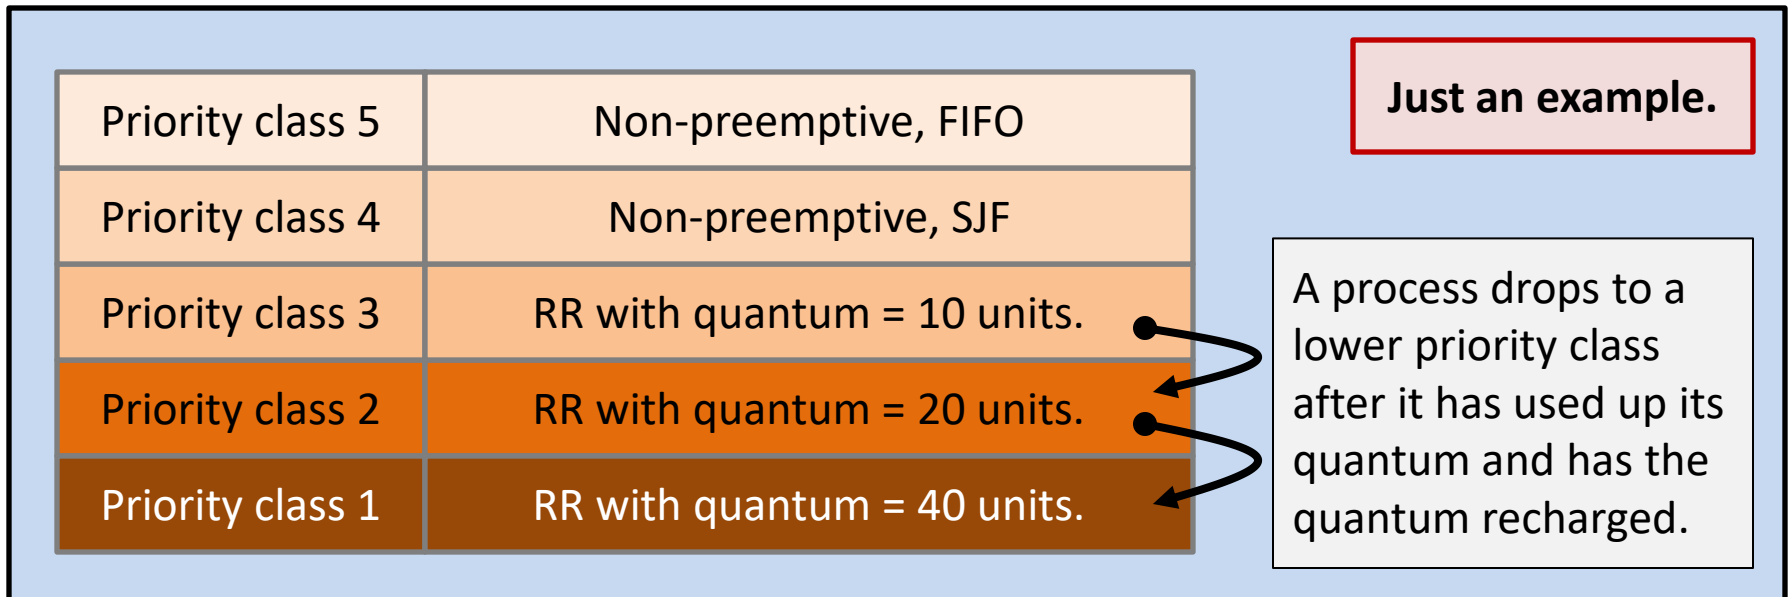 Just an example.
Priority class 5 Non-preemptive, FIFO
Priority class 4 Non-preemptive, SJF
Priority class 3 RR with quantum = 10 units.
Priority class 2 RR with quantum = 20 units.
Priority class 1 RR with quantum = 40 units.
A process drops to a
lower priority class
after it has used up its
quantum and has the
quantum recharged.